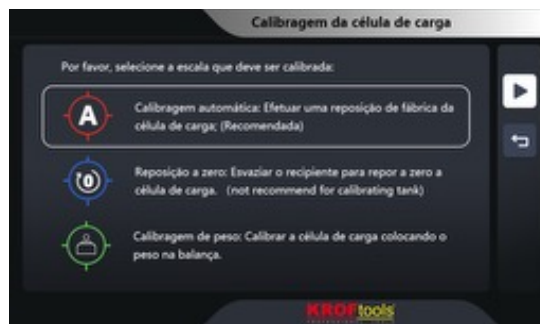 Calibragem da célula de carga
Por favor, selecione a escala que deve ser calibrada:
A
Calibragem automática: Efetuar uma reposição de fábrica da
célula de carga; (Recomendada)
0
Reposição a zero: Esvaziar o recipiente para repor a zero a
célula de carga. (not recommend for calibrating tank)
Calibragem de peso: Calibrar a célula de carga colocando o
peso na balança.
KROFtools